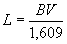 L = BV / 1,609